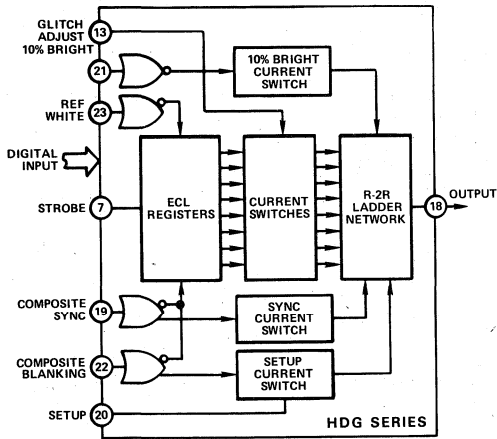 GLITCH
ADJUST
13
10% BRIGHT
21
10% BRIGHT
CURRENT
SWITCH
REF
WHITE
23
DIGITAL
INPUT
ECL
REGISTERS
CURRENT
SWITCHES
R-2R
LADDER
NETWORK
STROBE
7
18
OUTPUT
COMPOSITE
SYNC
19
SYNC
CURRENT
SWITCH
COMPOSITE
BLANKING
22
SETUP
CURRENT
SWITCH
SETUP
20
HDG SERIES